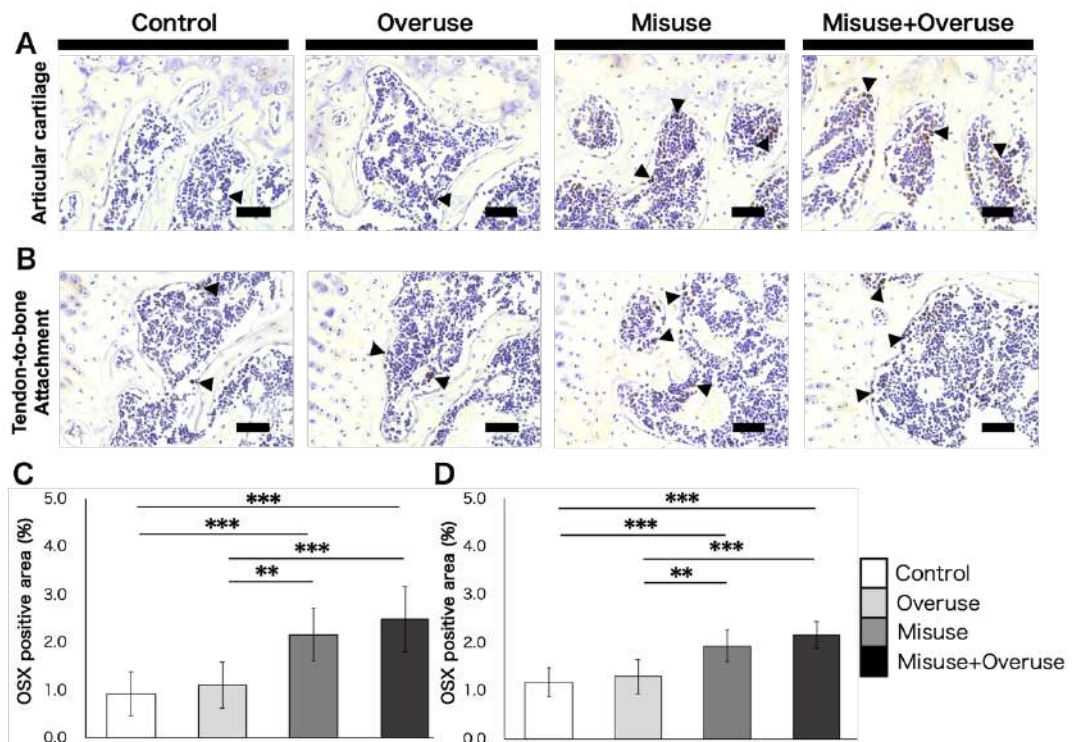 Control Overuse Misuse Misuse+Overuse
A
Articular cartilage
B
Tendon-to-bone
Attachment
C
OSX positive area (%)
5.0
4.0
3.0
2.0
1.0
0.0
***
***
***
**
D
OSX positive area (%)
5.0
4.0
3.0
2.0
1.0
0.0
***
***
***
**
Control
Overuse
Misuse
Misuse+Overuse